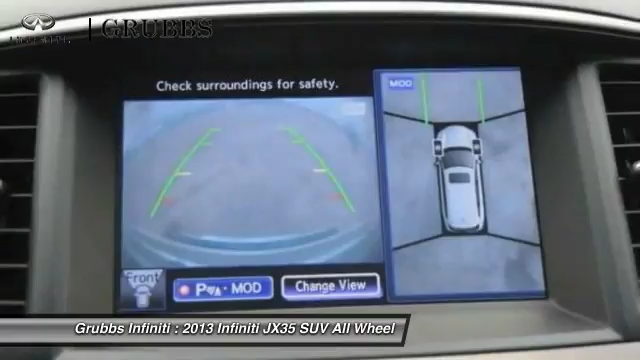 GRUBBS
Check surroundings for safety.
MOD
Front
P MOD
Change View
Grubbs Infiniti : 2013 Infiniti JX35 SUV All Wheel